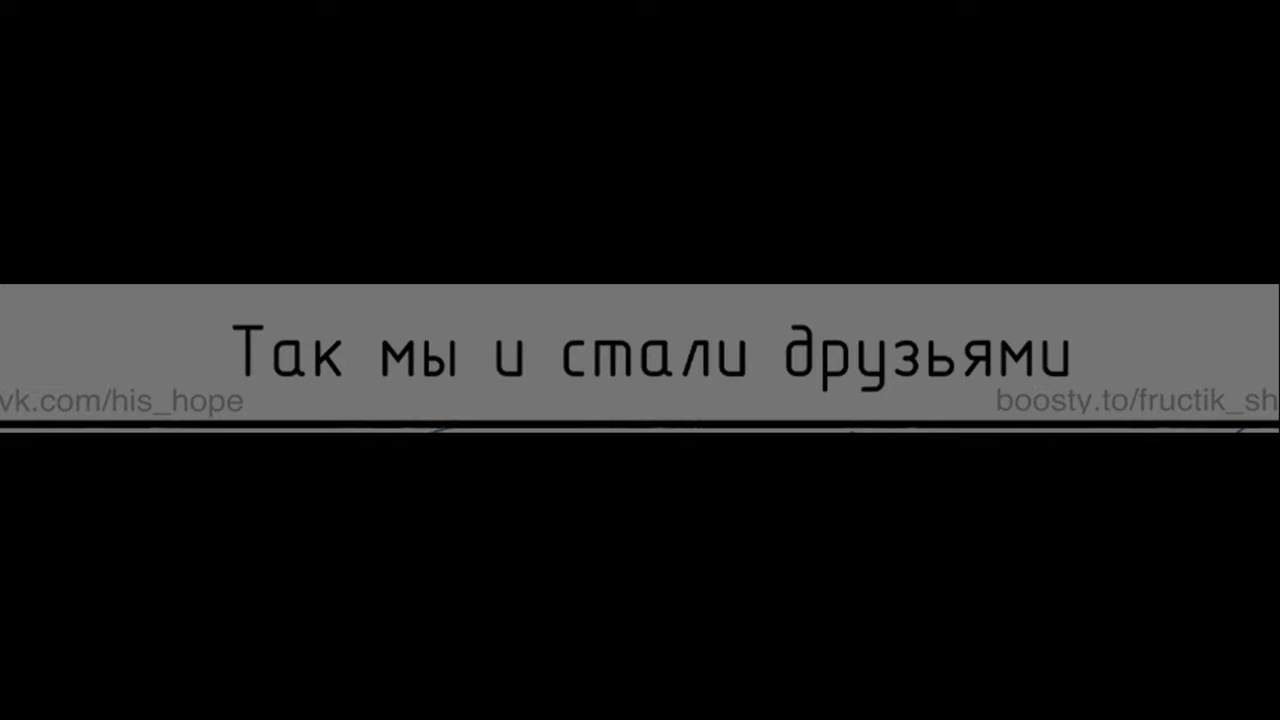 Так мы и стали друзьями
vk.com/his_hope
boosty.to/fructik_sh